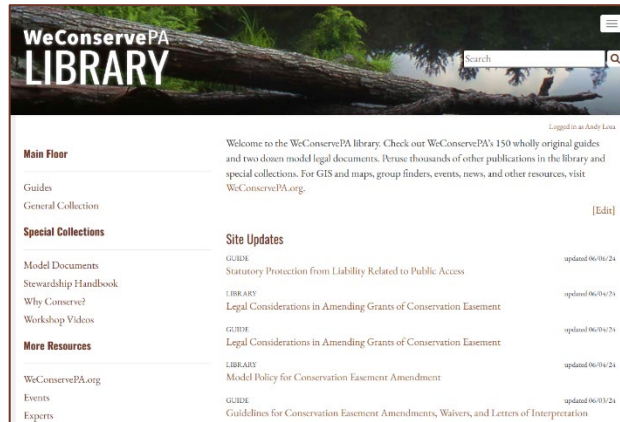 WeConservePA
LIBRARY
Search
Logged in as Andy Loza
Main Floor
Guides
General Collection
Special Collections
Model Documents
Stewardship Handbook
Why Conserve?
Workshop Videos
More Resources
WeConservePA.org
Events
Experts
Welcome to the WeConservePA library. Check out WeConservePA's 150 wholly original guides
and two dozen model legal documents. Peruse thousands of other publications in the library and
special collections. For GIS and maps, group finders, events, news, and other resources, visit
WeConservePA.org.
[Edit]
Site Updates
GUIDE updated 06/06/24
Statutory Protection from Liability Related to Public Access
LIBRARY updated 06/04/24
Legal Considerations in Amending Grants of Conservation Easement
GUIDE updated 06/04/24
Legal Considerations in Amending Grants of Conservation Easement
LIBRARY updated 06/04/24
Model Policy for Conservation Easement Amendment
GUIDE updated 06/03/24
Guidelines for Conservation Easement Amendments, Waivers, and Letters of Interpretation